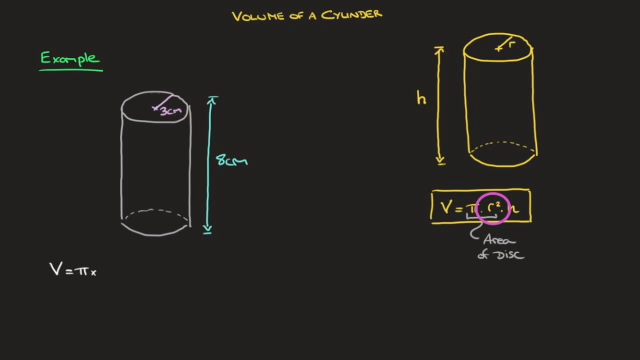 VOLUME OF A CYLINDER
Example
3cm
8cm
V = π ×
r
h
V = π · r² · h
Area
of Disc